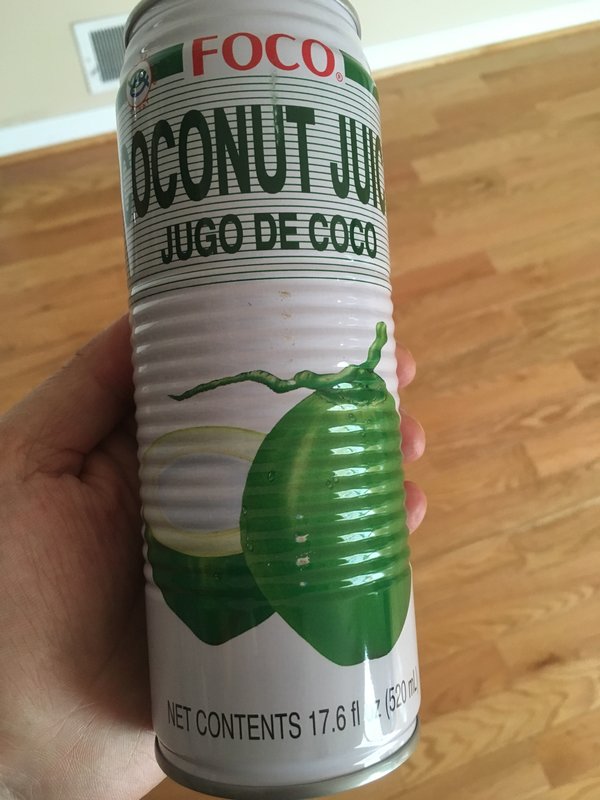 FOCO®
OCONUT JUIC
JUGO DE COCO
NET CONTENTS 17.6 fl z (520 mL